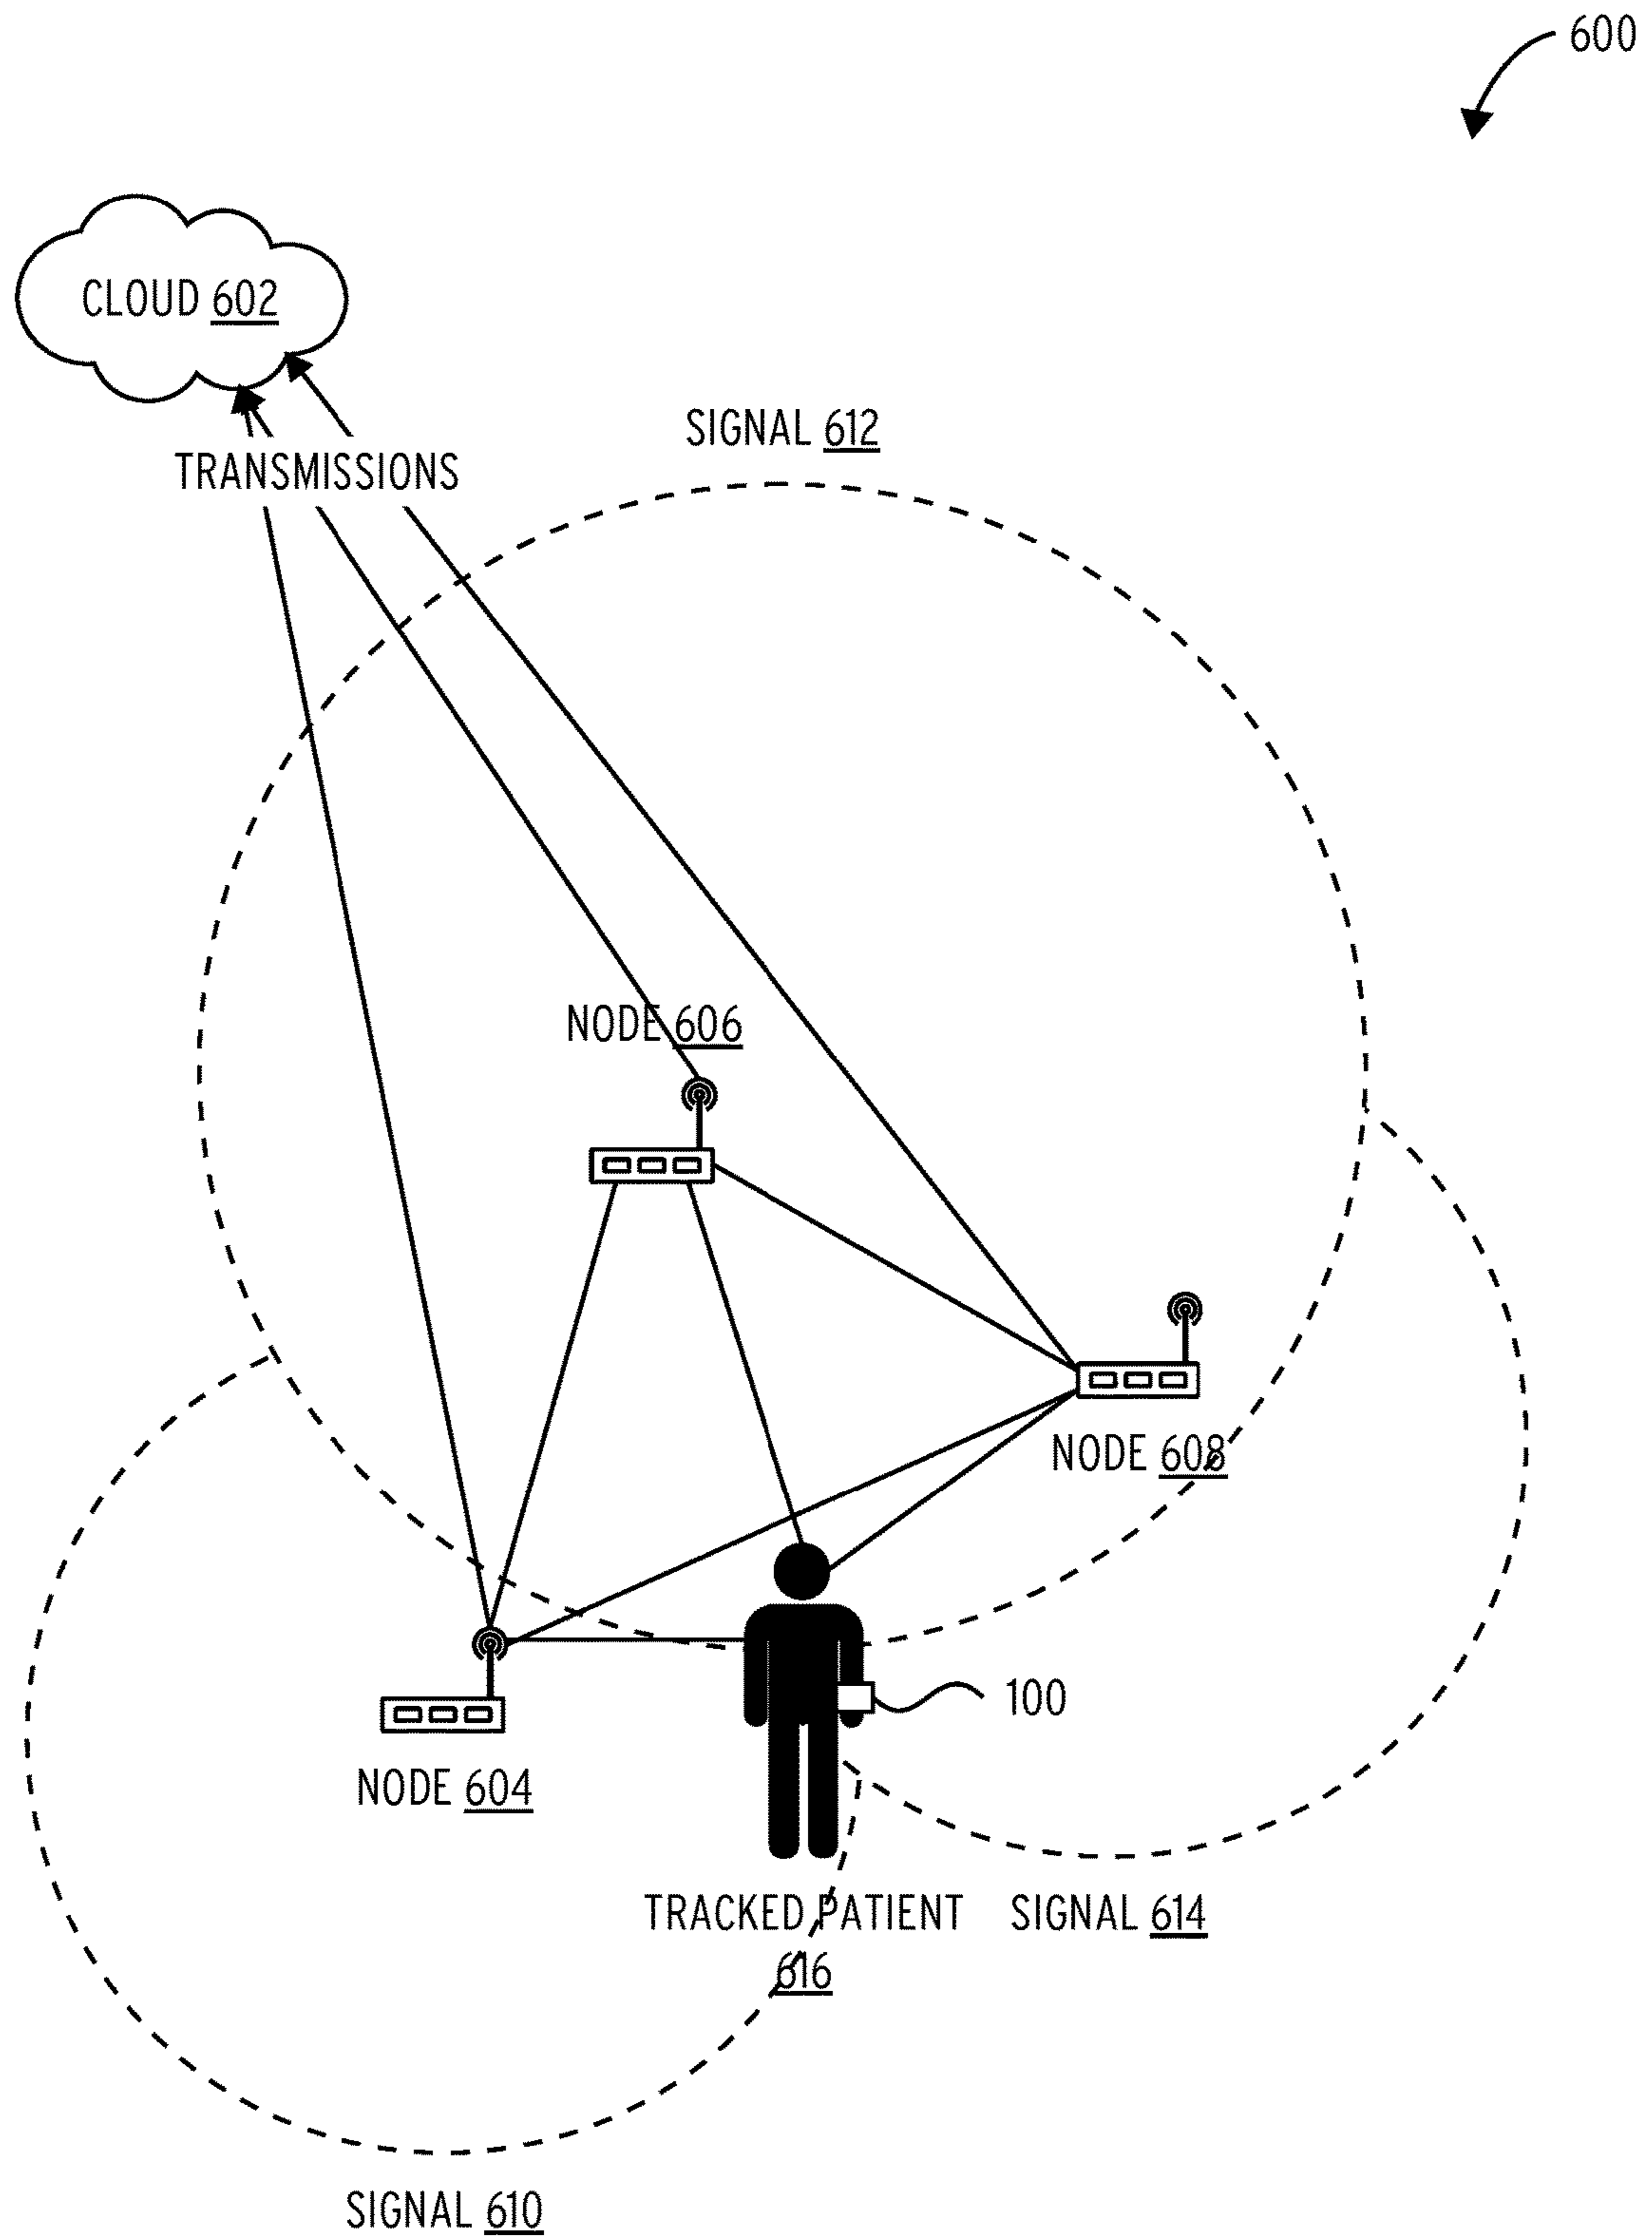 600
CLOUD 602
SIGNAL 612
TRANSMISSIONS
NODE 606
NODE 608
100
NODE 604
TRACKED PATIENT
616
SIGNAL 614
SIGNAL 610